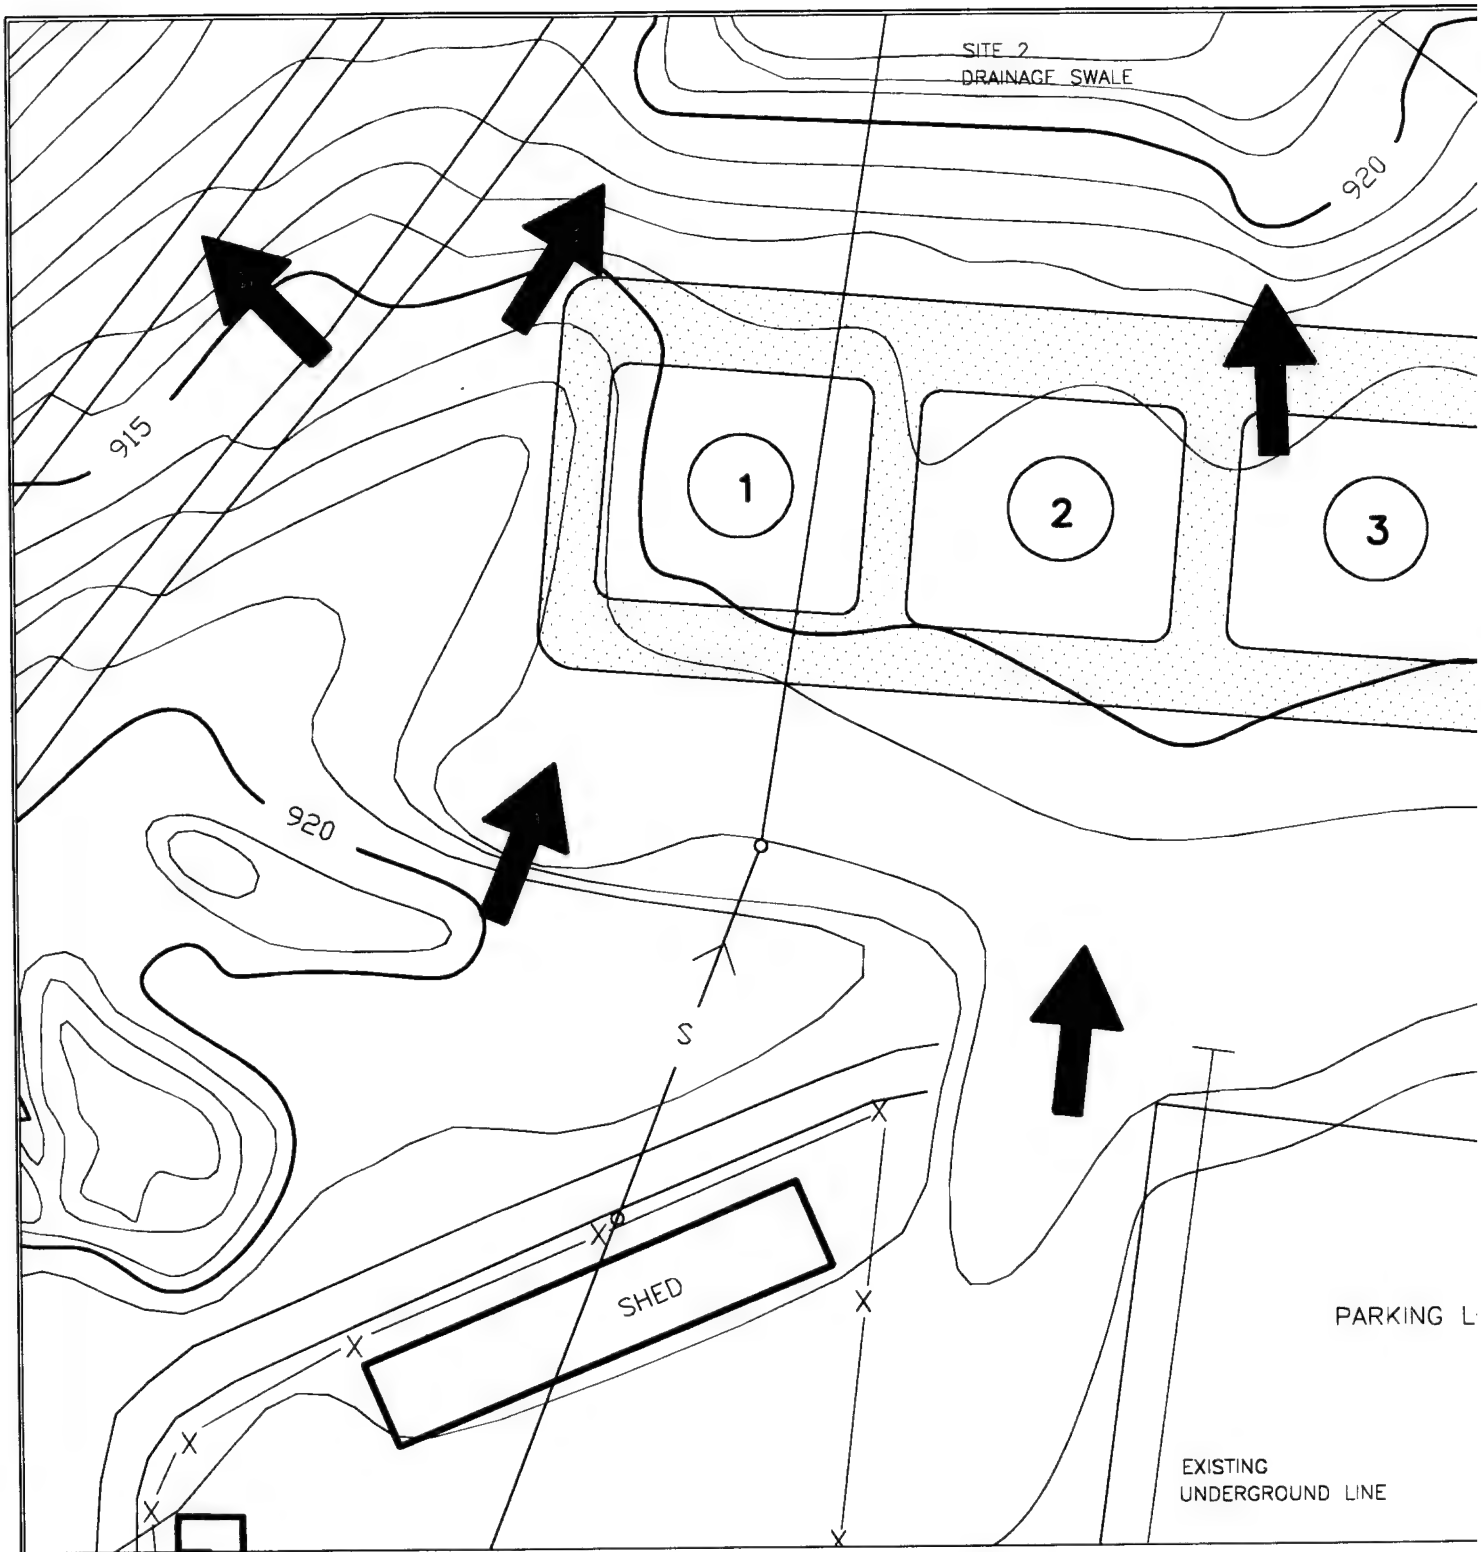 SITE 2
DRAINAGE SWALE
920
915
1
2
3
920
S
SHED
PARKING L
EXISTING
UNDERGROUND LINE